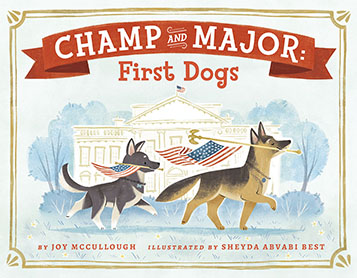 CHAMP AND MAJOR:
First Dogs
BY JOY MCCULLOUGH ILLUSTRATED BY SHEYDA ABVABI BEST